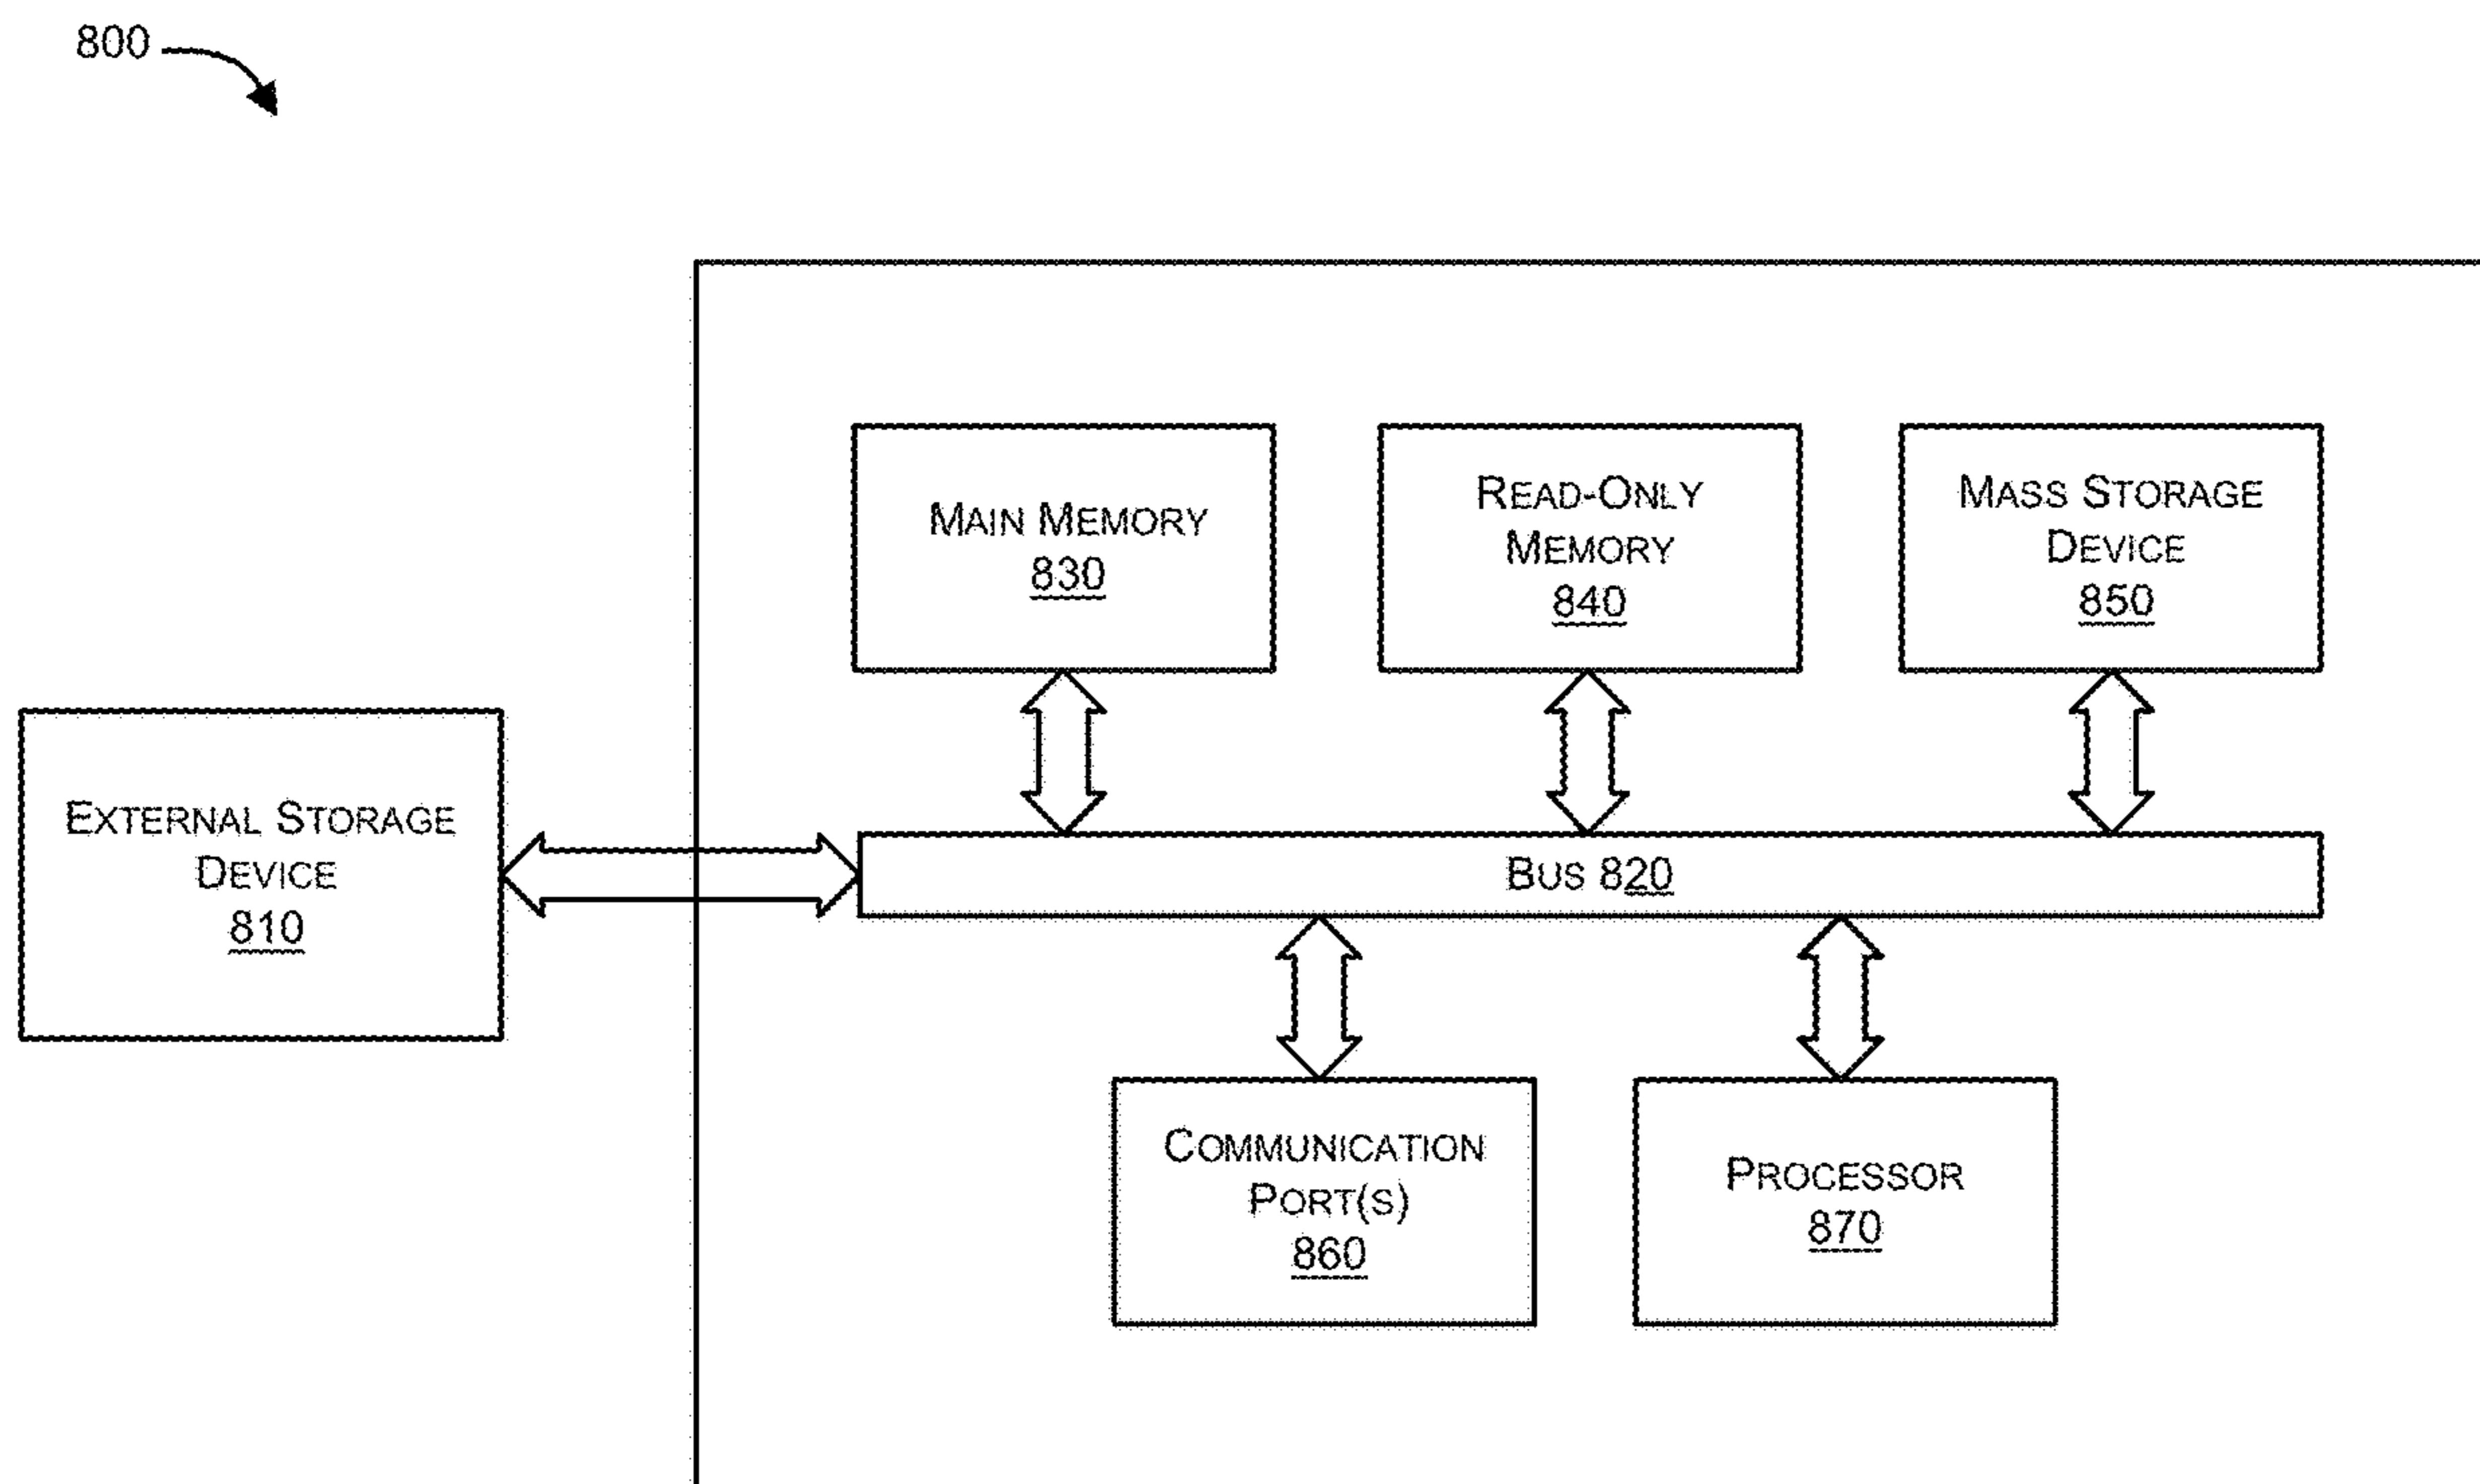 800
MAIN MEMORY
830
READ-ONLY
MEMORY
840
MASS STORAGE
DEVICE
850
EXTERNAL STORAGE
DEVICE
810
BUS 820
COMMUNICATION
PORT(S)
860
PROCESSOR
870